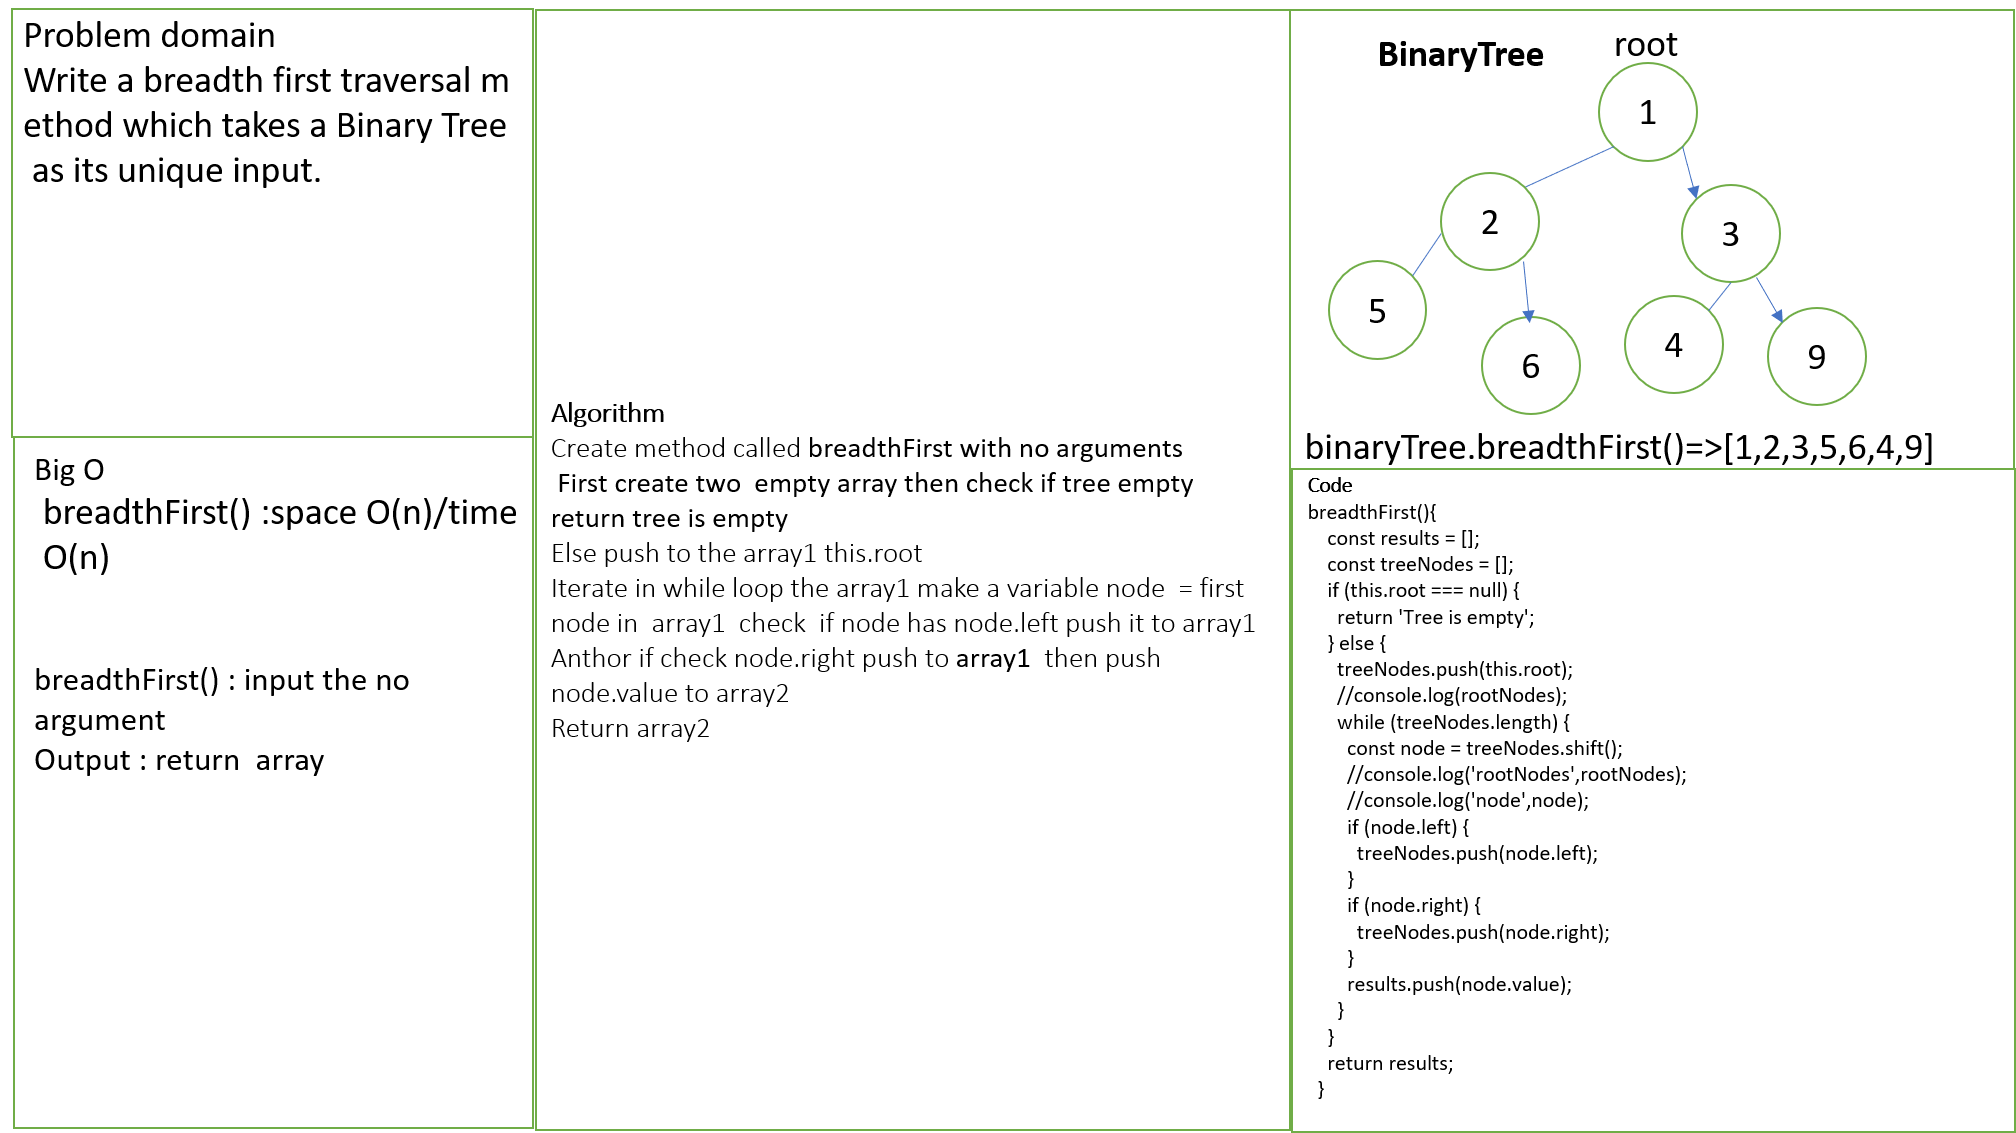 Problem domain
Write a breadth first traversal m
ethod which takes a Binary Tree
as its unique input.
Big O
breadthFirst() :space O(n)/time
O(n)
breadthFirst() : input the no
argument
Output : return  array
Algorithm
Create method called breadthFirst with no arguments
First create two  empty array then check if tree empty
return tree is empty
Else push to the array1 this.root
Iterate in while loop the array1 make a variable node  = first
node in  array1  check  if node has node.left push it to array1
Anthor if check node.right push to array1  then push
node.value to array2
Return array2
BinaryTree
root
1
2
3
5
6
4
9
binaryTree.breadthFirst()=>[1,2,3,5,6,4,9]
Code
breadthFirst(){
const results = [];
const treeNodes = [];
if (this.root === null) {
return 'Tree is empty';
} else {
treeNodes.push(this.root);
//console.log(rootNodes);
while (treeNodes.length) {
const node = treeNodes.shift();
//console.log('rootNodes',rootNodes);
//console.log('node',node);
if (node.left) {
treeNodes.push(node.left);
}
if (node.right) {
treeNodes.push(node.right);
}
results.push(node.value);
}
}
return results;
}